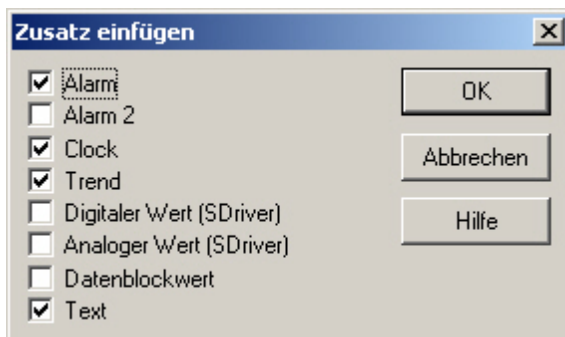 Zusatz einfügen
Alarm
Alarm 2
Clock
Trend
Digitaler Wert (SDriver)
Analoger Wert (SDriver)
Datenblockwert
Text
OK
Abbrechen
Hilfe